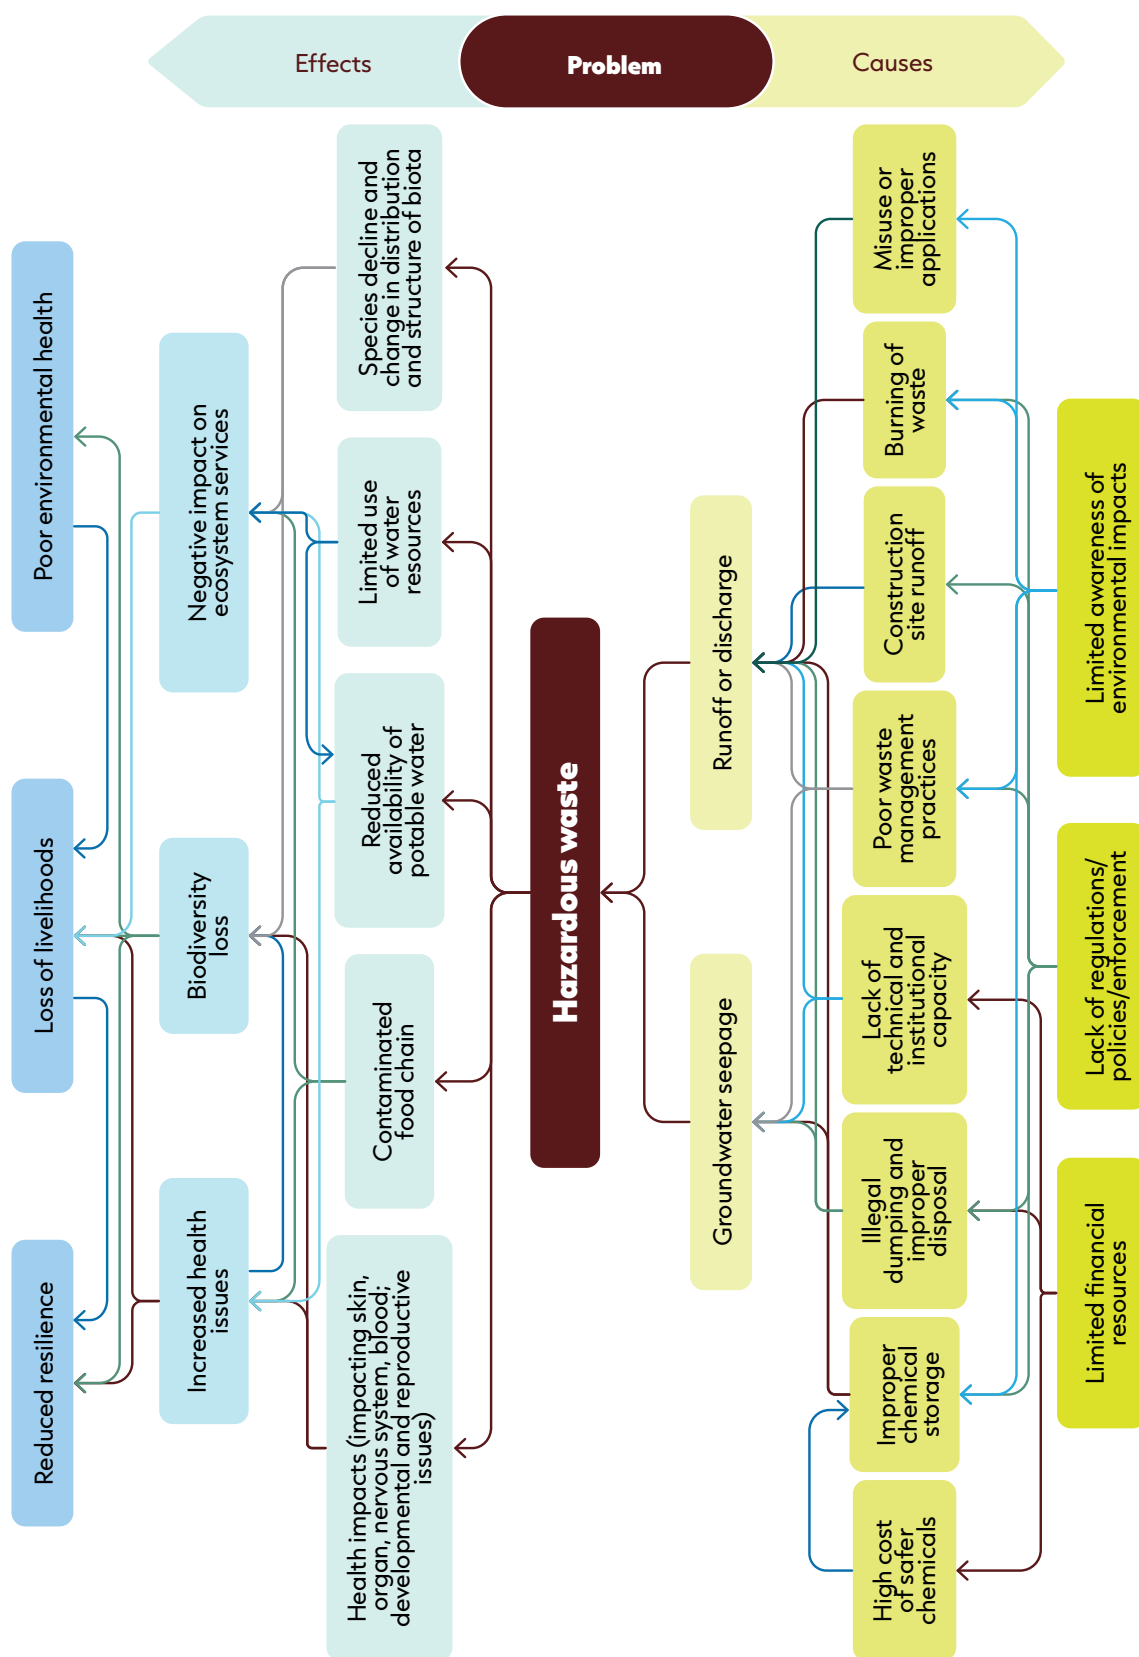 Effects
Problem
Causes
Poor environmental health
Loss of livelihoods
Reduced resilience
Negative impact on
ecosystem services
Biodiversity
loss
Increased health
issues
Species decline and
change in distribution
and structure of biota
Limited use
of water
resources
Reduced
availability of
potable water
Contaminated
food chain
Health impacts (impacting skin,
organ, nervous system, blood;
developmental and reproductive
issues)
Hazardous waste
Runoff or discharge
Groundwater seepage
Misuse or
improper
applications
Burning of
waste
Construction
site runoff
Poor waste
management
practices
Lack of
technical and
institutional
capacity
Illegal
dumping and
improper
disposal
Improper
chemical
storage
High cost
of safer
chemicals
Limited awareness of
environmental impacts
Lack of regulations/
policies/enforcement
Limited financial
resources